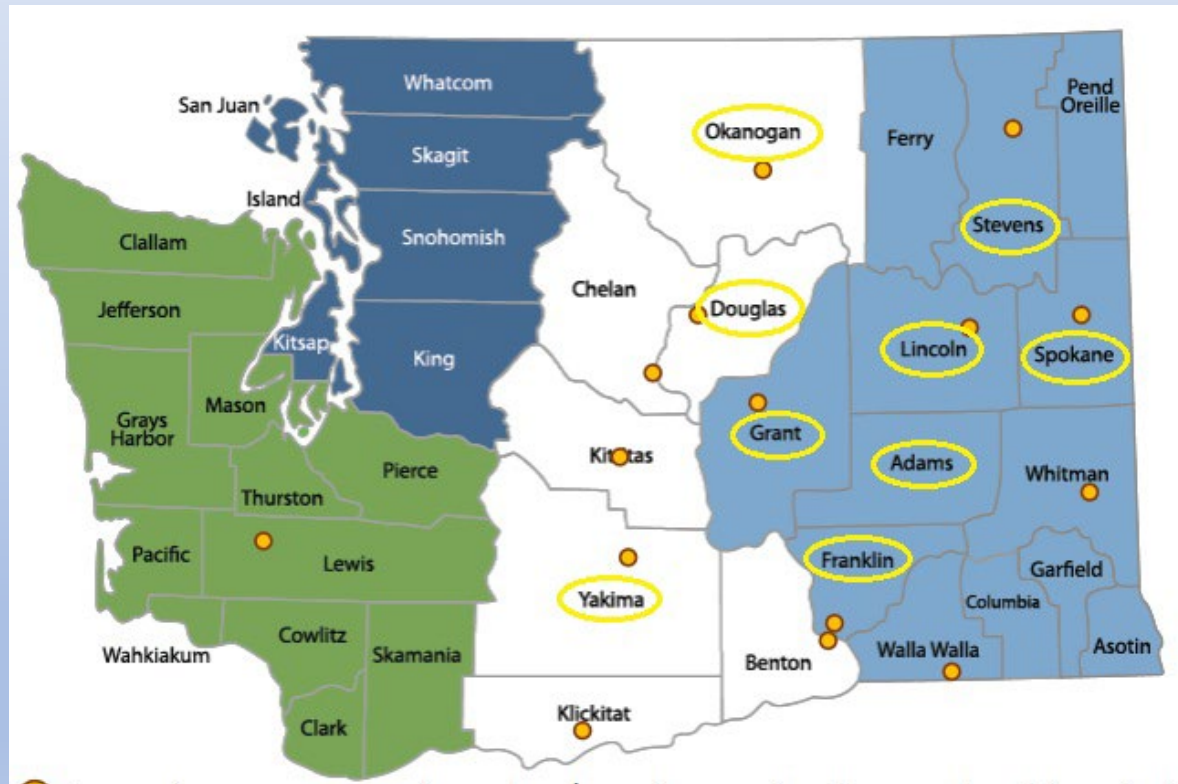 Whatcom
San Juan
Pend
Oreille
Okanogan
Ferry
Skagit
Island
Stevens
Clallam
Snohomish
Chelan
Jefferson
Douglas
Kitsap
King
Lincoln
Spokane
Mason
Grays
Harbor
Grant
Kittitas
Adams
Pierce
Whitman
Thurston
Pacific
Lewis
Franklin
Garfield
Yakima
Columbia
Cowlitz
Wahkiakum
Skamania
Benton
Walla Walla
Asotin
Klickitat
Clark